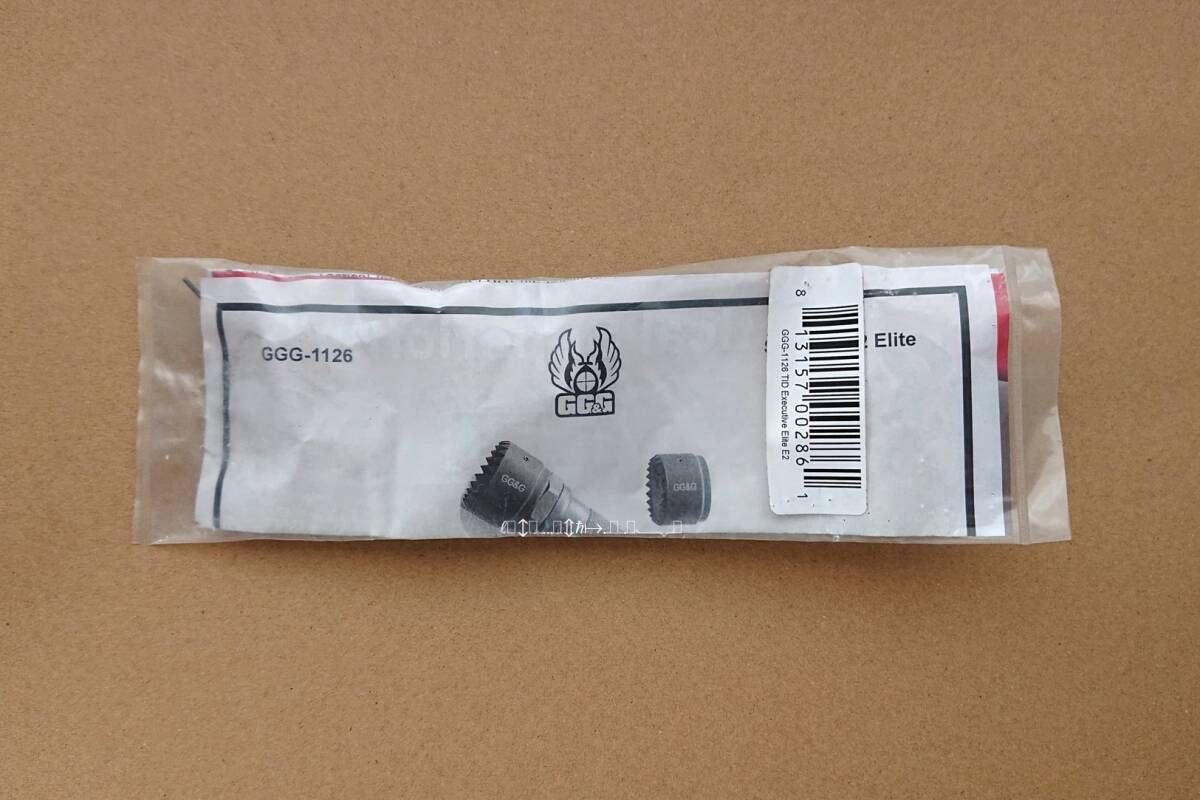 GGG-1126
GG&G
Elite
GG&G
GG&G
8 13157 00286 1
GGG-1126 TID Executive Elite E2